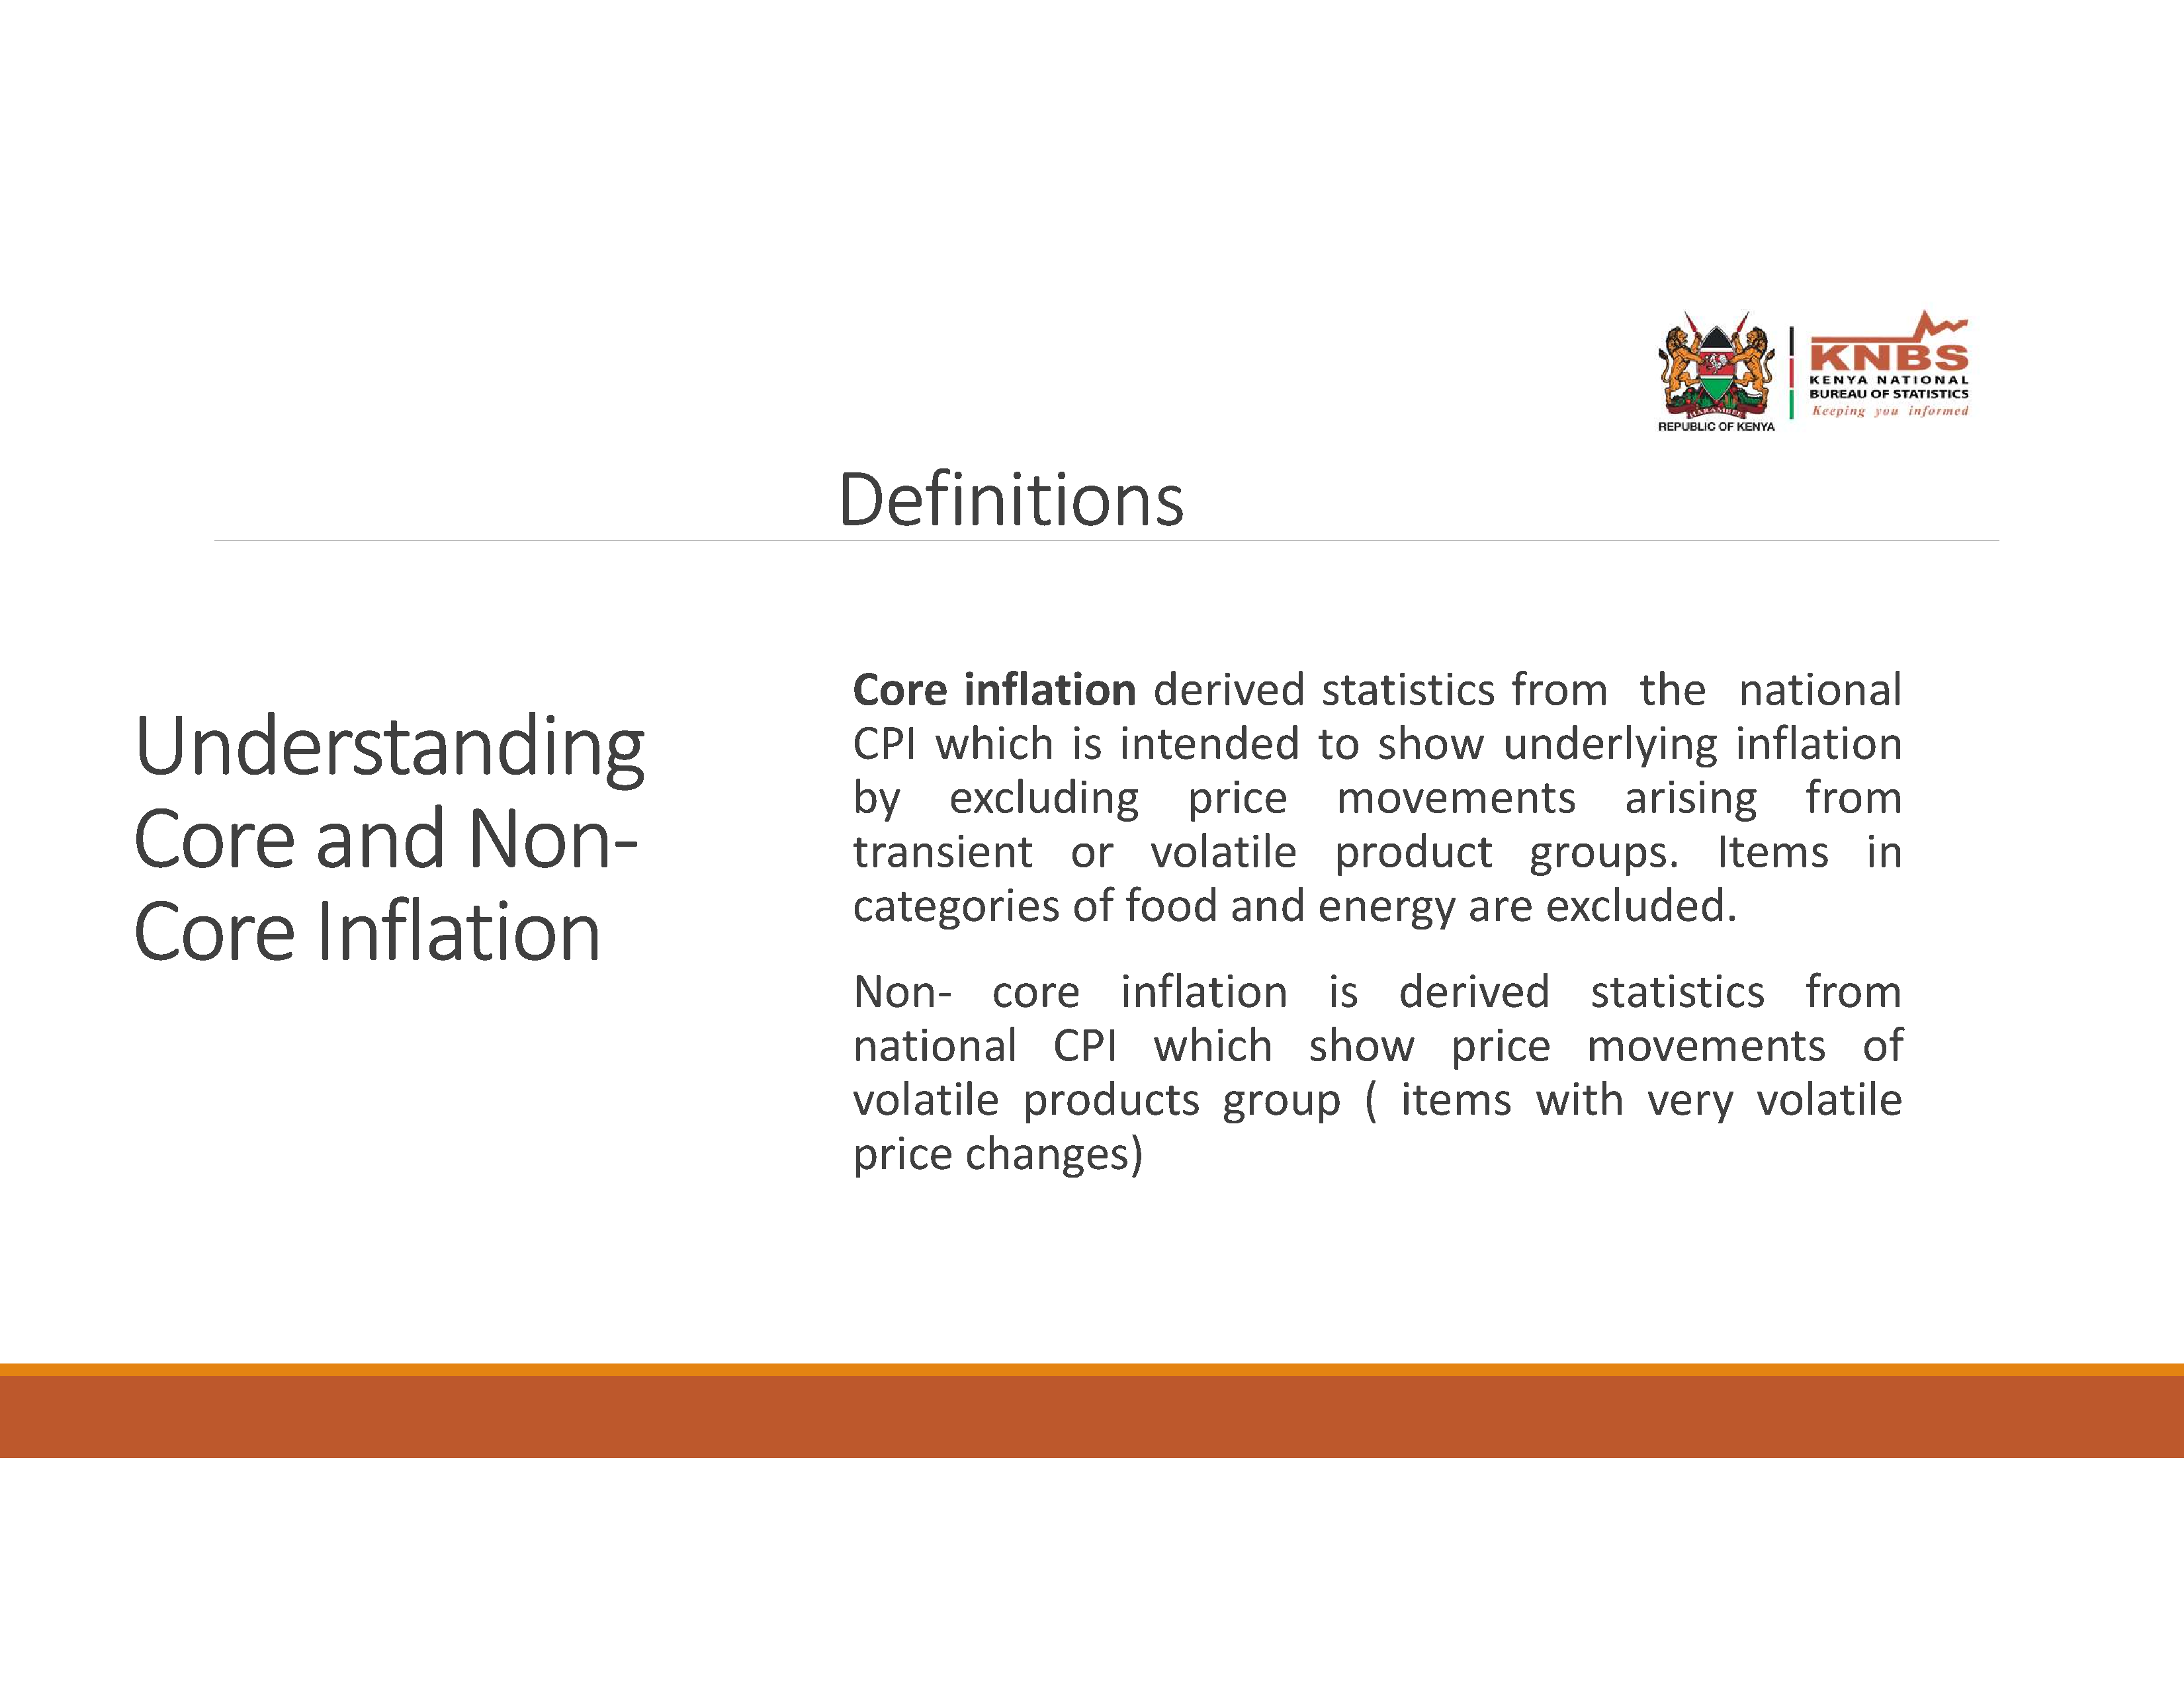 HARAMBEE
REPUBLIC OF KENYA
KNBS
KENYA NATIONAL
BUREAU OF STATISTICS
Keeping you informed
Definitions
Understanding
Core and Non-
Core Inflation
Core inflation derived statistics from the national
CPI which is intended to show underlying inflation
by excluding price movements arising from
transient or volatile product groups. Items in
categories of food and energy are excluded.
Non- core inflation is derived statistics from
national CPI which show price movements of
volatile products group ( items with very volatile
price changes)